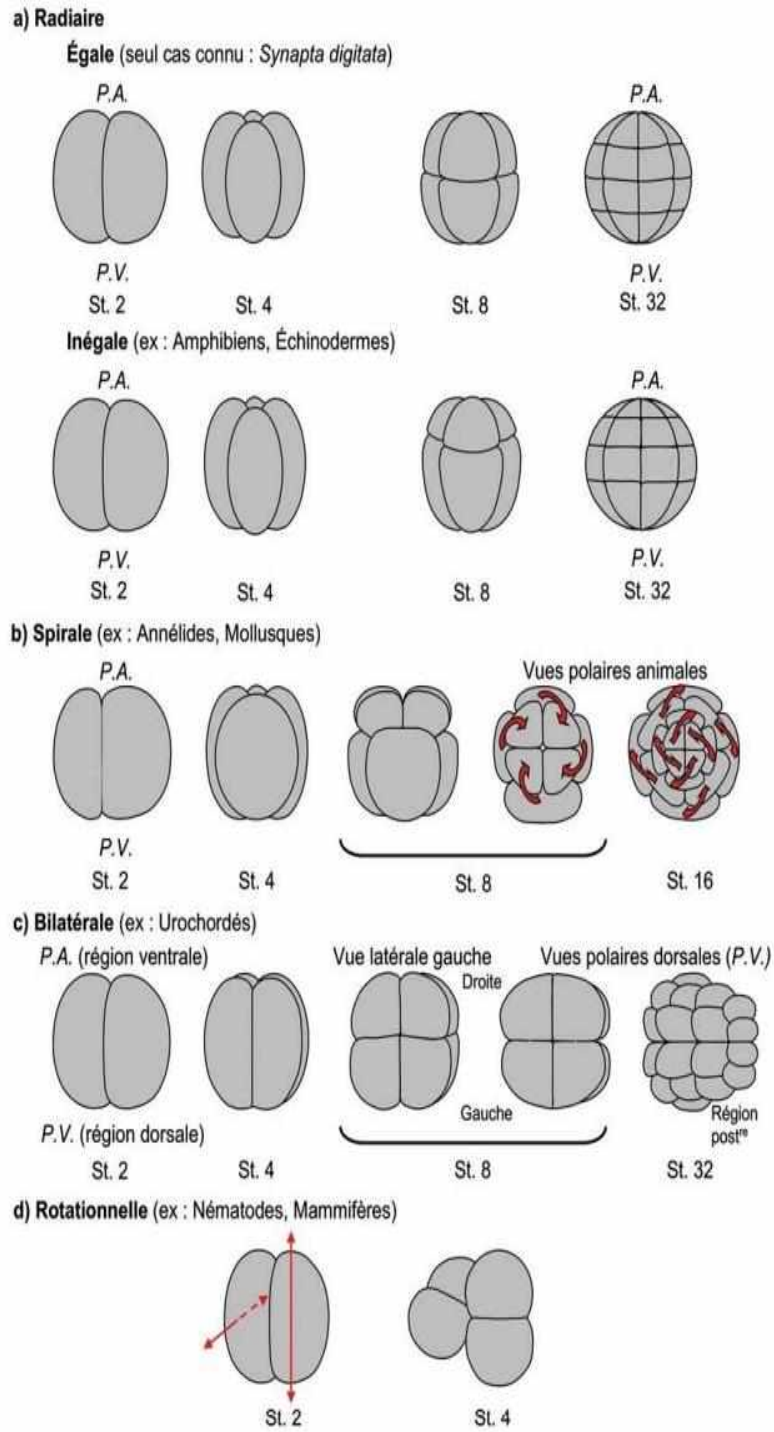 a) Radiaire
Égale (seul cas connu : Synapta digitata)
P.A. P.A.
P.V. P.V.
St. 2 St. 4 St. 8 St. 32
Inégale (ex : Amphibiens, Échinodermes)
P.A. P.A.
P.V. P.V.
St. 2 St. 4 St. 8 St. 32
b) Spirale (ex : Annélides, Mollusques)
P.A. Vues polaires animales
P.V.
St. 2 St. 4 St. 8 St. 16
c) Bilatérale (ex : Urochordés)
P.A. (région ventrale) Vue latérale gauche Vues polaires dorsales (P.V.)
Droite
Gauche Région
P.V. (région dorsale) postʳᵉ
St. 2 St. 4 St. 8 St. 32
d) Rotationnelle (ex : Nématodes, Mammifères)
St. 2 St. 4